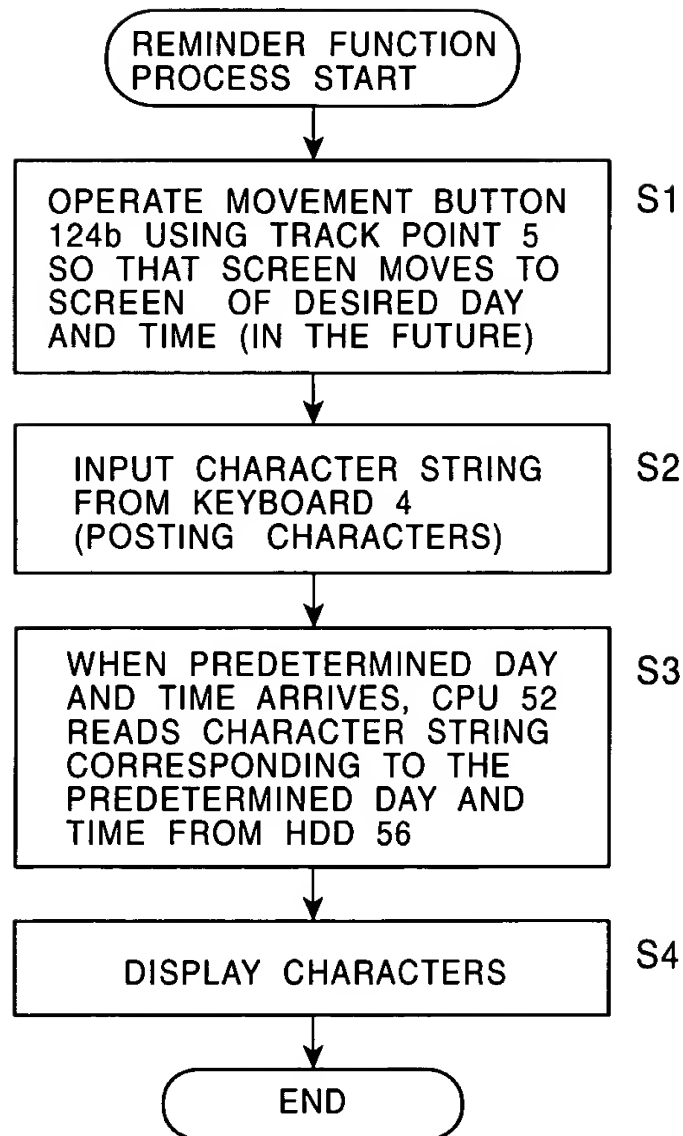 REMINDER FUNCTION
PROCESS START
OPERATE MOVEMENT BUTTON
124b USING TRACK POINT 5
SO THAT SCREEN MOVES TO
SCREEN OF DESIRED DAY
AND TIME (IN THE FUTURE)
S1
INPUT CHARACTER STRING
FROM KEYBOARD 4
(POSTING CHARACTERS)
S2
WHEN PREDETERMINED DAY
AND TIME ARRIVES, CPU 52
READS CHARACTER STRING
CORRESPONDING TO THE
PREDETERMINED DAY AND
TIME FROM HDD 56
S3
DISPLAY CHARACTERS
S4
END